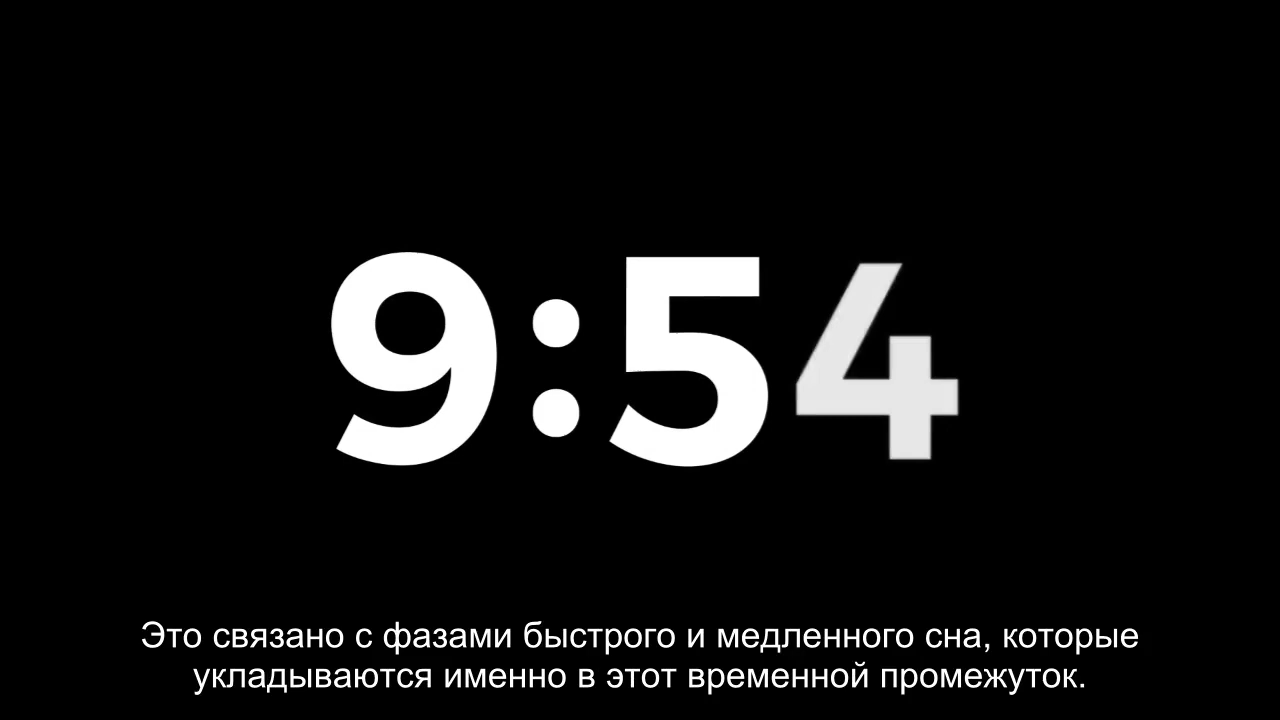 9:54
Это связано с фазами быстрого и медленного сна, которые
укладываются именно в этот временной промежуток.